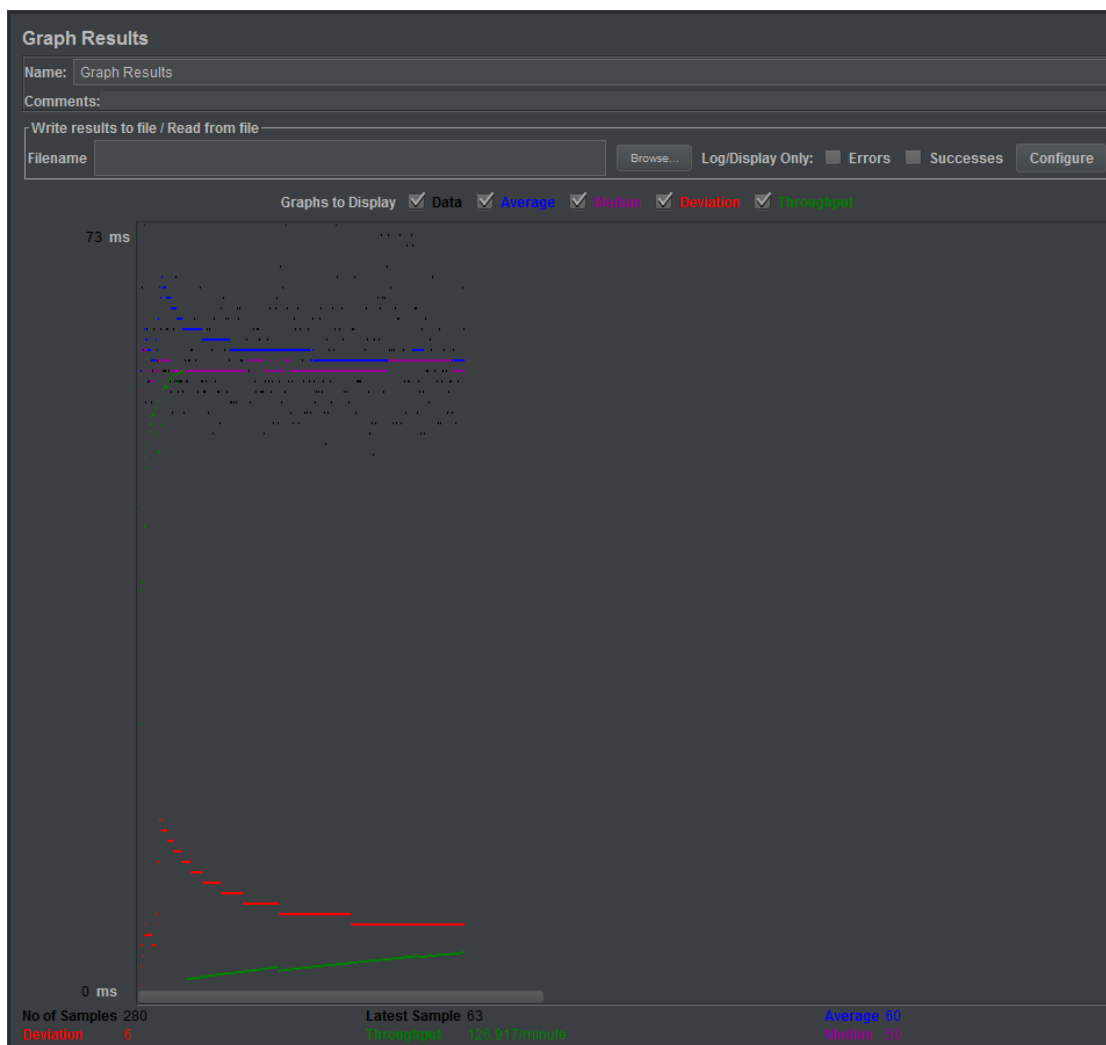 Graph Results
Name: Graph Results
Comments:
Write results to file / Read from file
Filename Browse... Log/Display Only: Errors Successes Configure
Graphs to Display Data Average Median Deviation Throughput
73 ms
0 ms
No of Samples 280 Latest Sample 63 Average 60
Deviation 6 Throughput 126.917/minute Median 59